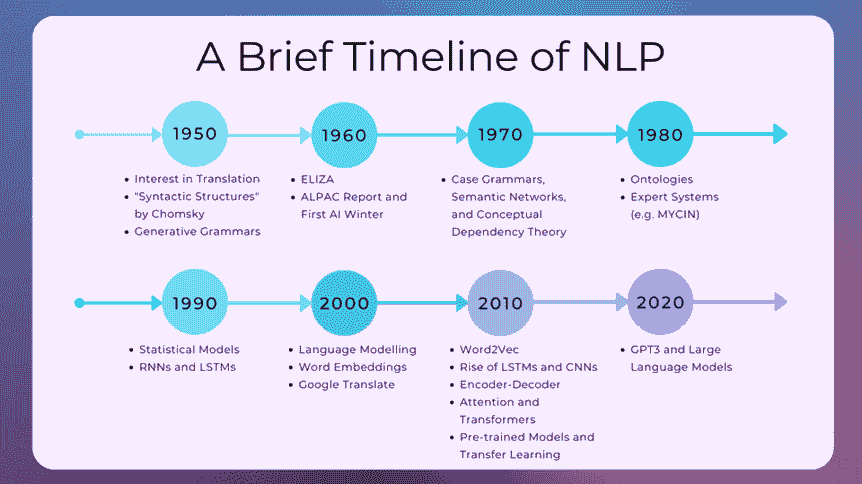 A Brief Timeline of NLP
1950
• Interest in Translation
• "Syntactic Structures"
by Chomsky
• Generative Grammars
1960
• ELIZA
• ALPAC Report and
First AI Winter
1970
• Case Grammars,
Semantic Networks,
and Conceptual
Dependency Theory
1980
• Ontologies
• Expert Systems
(e.g. MYCIN)
1990
• Statistical Models
• RNNs and LSTMs
2000
• Language Modelling
• Word Embeddings
• Google Translate
2010
• Word2Vec
• Rise of LSTMs and CNNs
• Encoder-Decoder
• Attention and
Transformers
• Pre-trained Models and
Transfer Learning
2020
• GPT3 and Large
Language Models